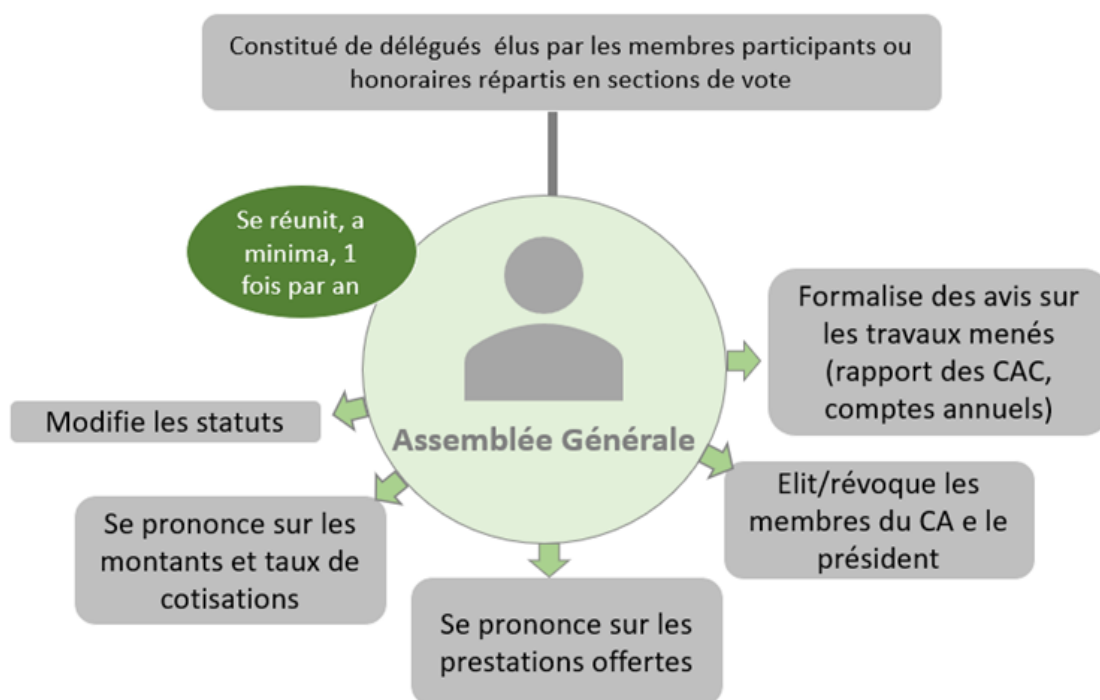 Constitué de délégués élus par les membres participants ou
honoraires répartis en sections de vote
Se réunit, a
minima, 1
fois par an
Assemblée Générale
Formalise des avis sur
les travaux menés
(rapport des CAC,
comptes annuels)
Modifie les statuts
Elit/révoque les
membres du CA e le
président
Se prononce sur les
montants et taux de
cotisations
Se prononce sur les
prestations offertes